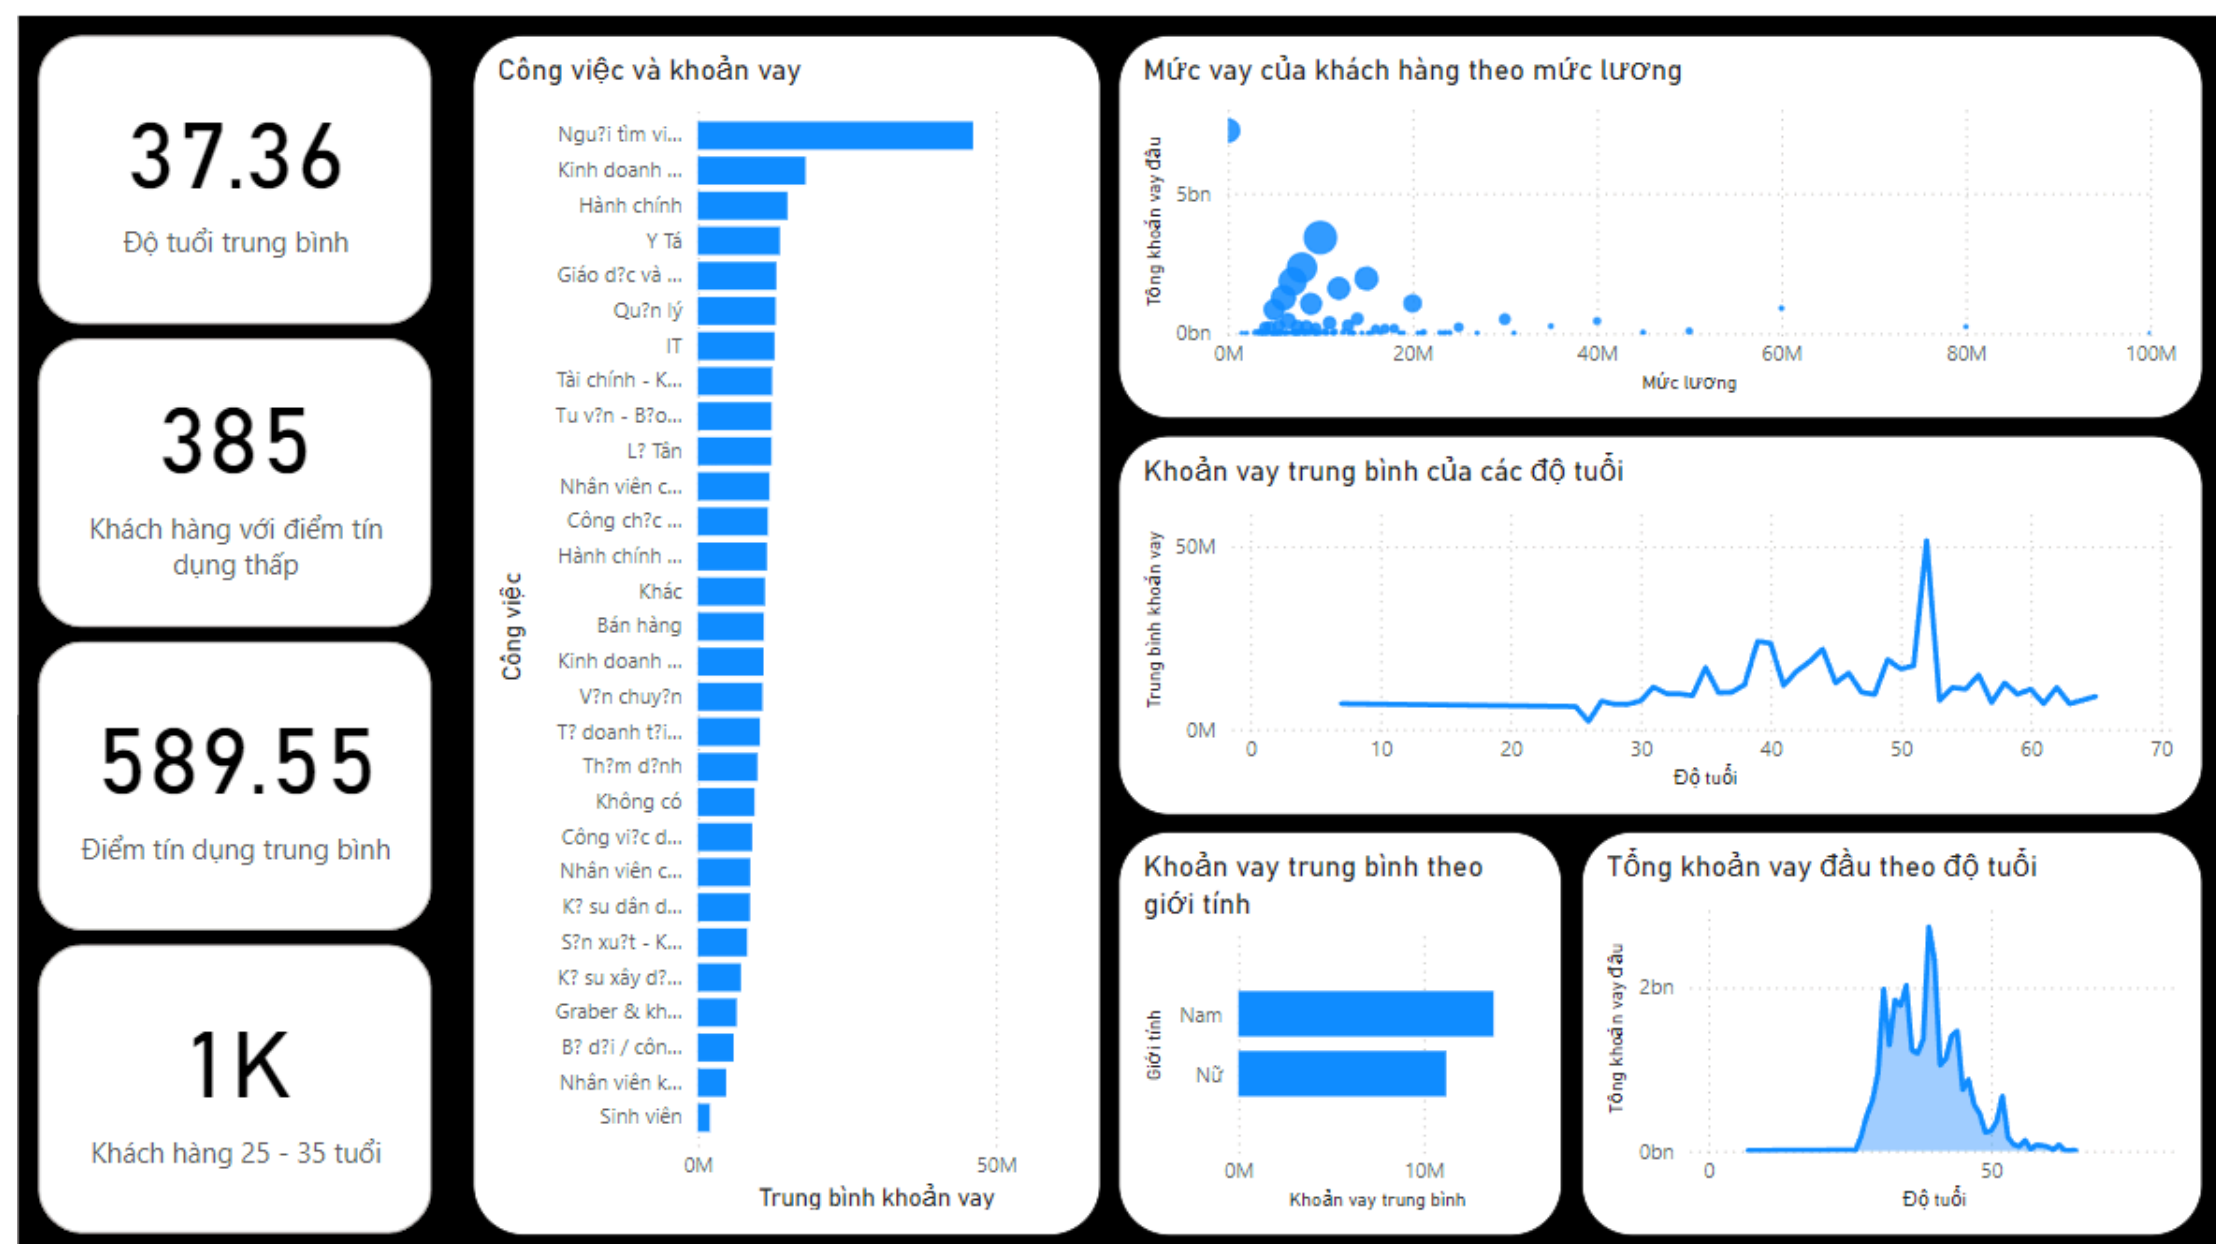 37.36
Độ tuổi trung bình
385
Khách hàng với điểm tín
dụng thấp
589.55
Điểm tín dụng trung bình
1K
Khách hàng 25 - 35 tuổi
Công việc và khoản vay
Công việc
Ngu?i tìm vi...
Kinh doanh ...
Hành chính
Y Tá
Giáo d?c và ...
Qu?n lý
IT
Tài chính - K...
Tu v?n - B?o...
L? Tân
Nhân viên c...
Công ch?c ...
Hành chính ...
Khác
Bán hàng
Kinh doanh ...
V?n chuy?n
T? doanh t?i...
Th?m d?nh
Không có
Công vi?c d...
Nhân viên c...
K? su dân d...
S?n xu?t - K...
K? su xây d?...
Graber & kh...
B? d?i / côn...
Nhân viên k...
Sinh viên
0M 50M
Trung bình khoản vay
Mức vay của khách hàng theo mức lương
Tổng khoản vay đầu
5bn
0bn
0M 20M 40M 60M 80M 100M
Mức lương
Khoản vay trung bình của các độ tuổi
Trung bình khoản vay
50M
0M
0 10 20 30 40 50 60 70
Độ tuổi
Khoản vay trung bình theo
giới tính
Giới tính
Nam
Nữ
0M 10M
Khoản vay trung bình
Tổng khoản vay đầu theo độ tuổi
Tổng khoản vay đầu
2bn
0bn
0 50
Độ tuổi